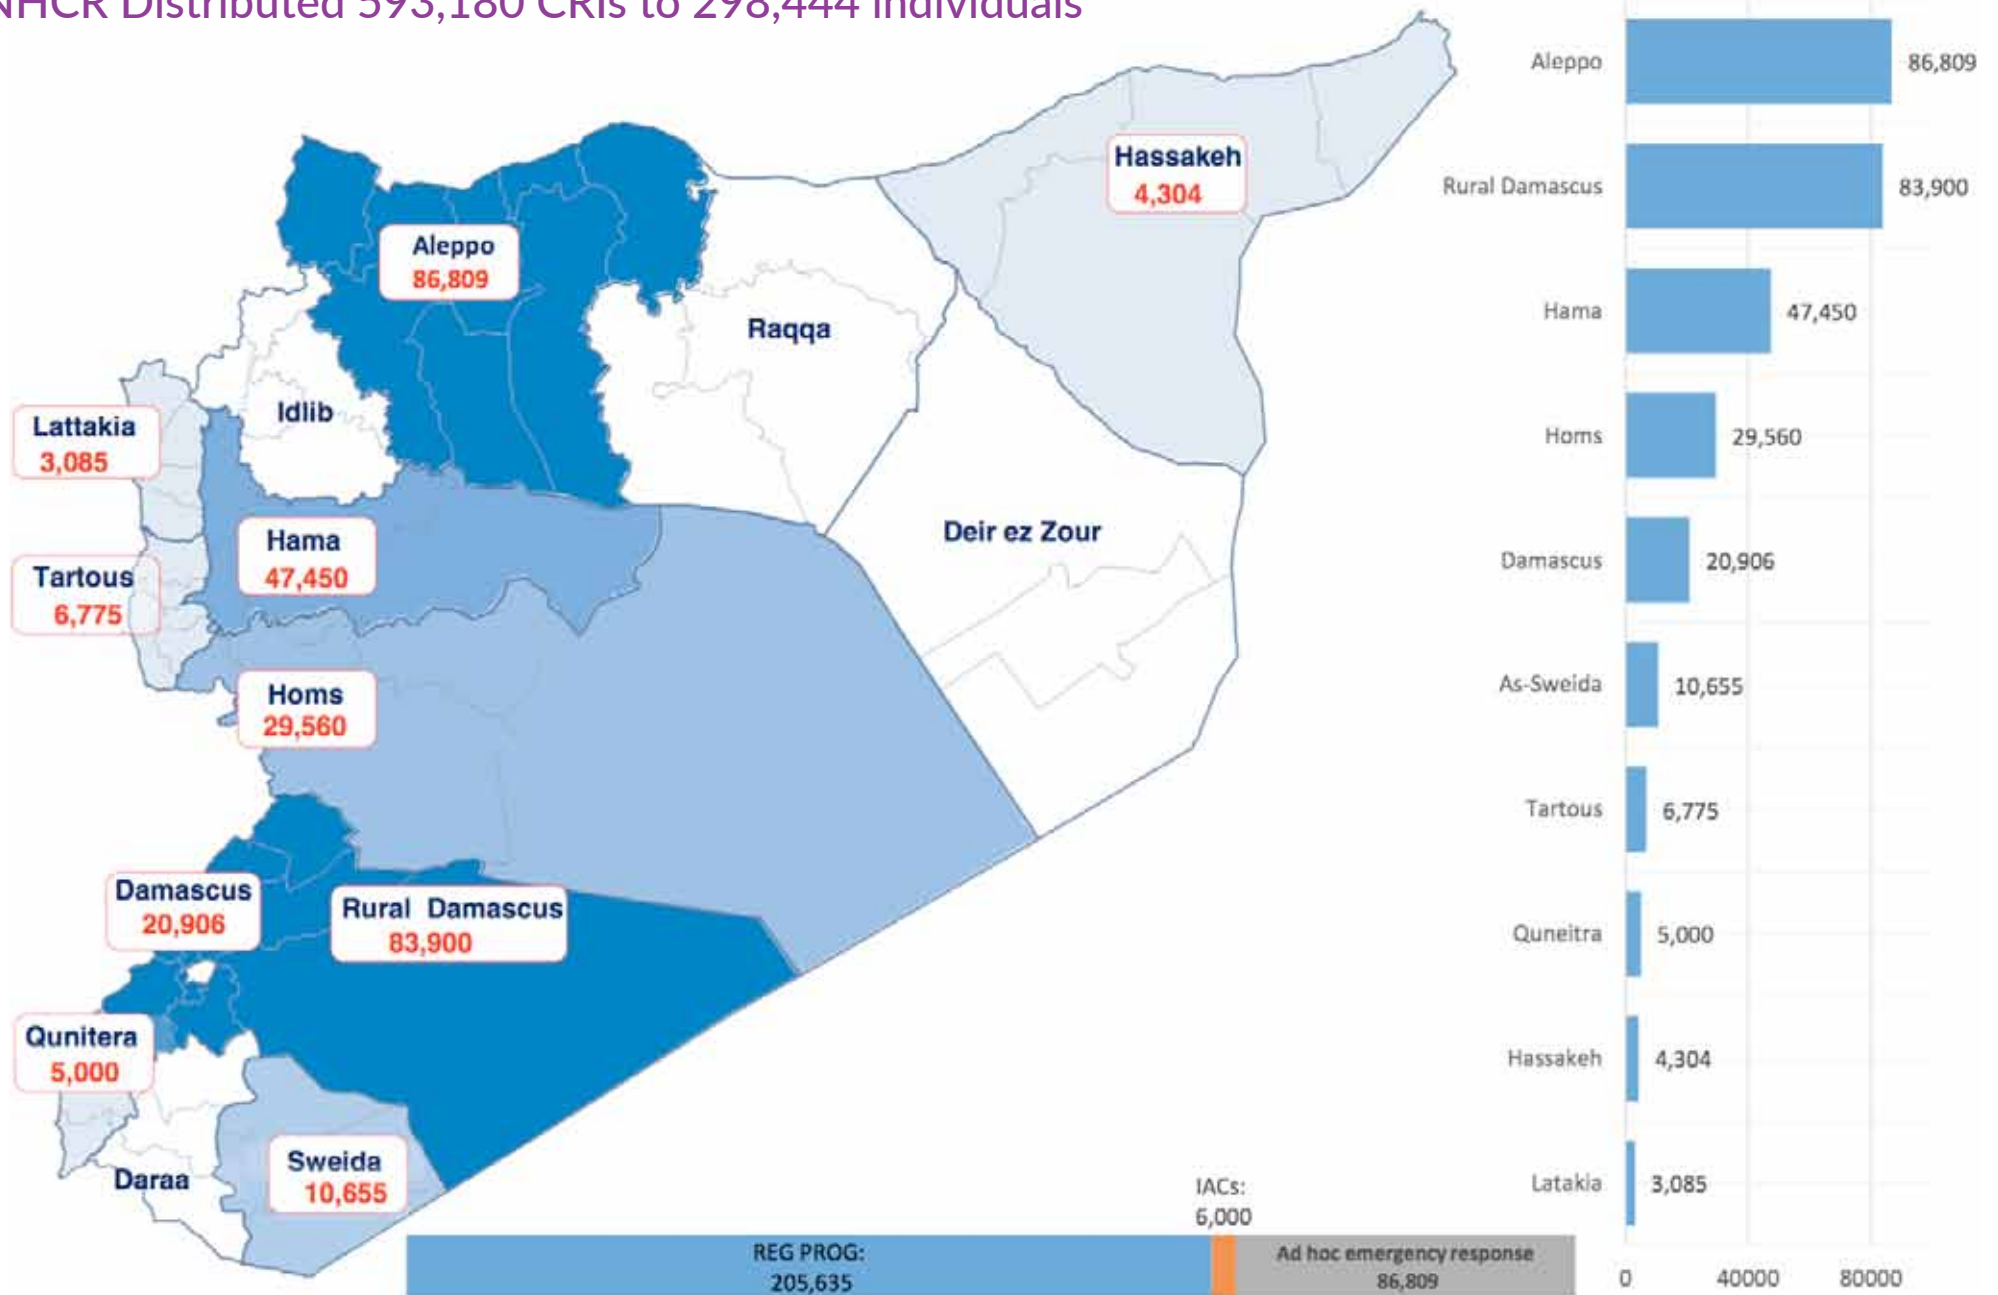 NHCR Distributed 593,180 CRIs to 298,444 individuals
Hassakeh
4,304
Aleppo
86,809
Raqqa
Idlib
Lattakia
3,085
Deir ez Zour
Hama
47,450
Tartous
6,775
Homs
29,560
Damascus
20,906
Rural Damascus
83,900
Qunitera
5,000
Daraa
Sweida
10,655
IACs:
6,000
REG PROG:
205,635
Ad hoc emergency response
86,809
Aleppo 86,809
Rural Damascus 83,900
Hama 47,450
Homs 29,560
Damascus 20,906
As-Sweida 10,655
Tartous 6,775
Quneitra 5,000
Hassakeh 4,304
Latakia 3,085
0 40000 80000